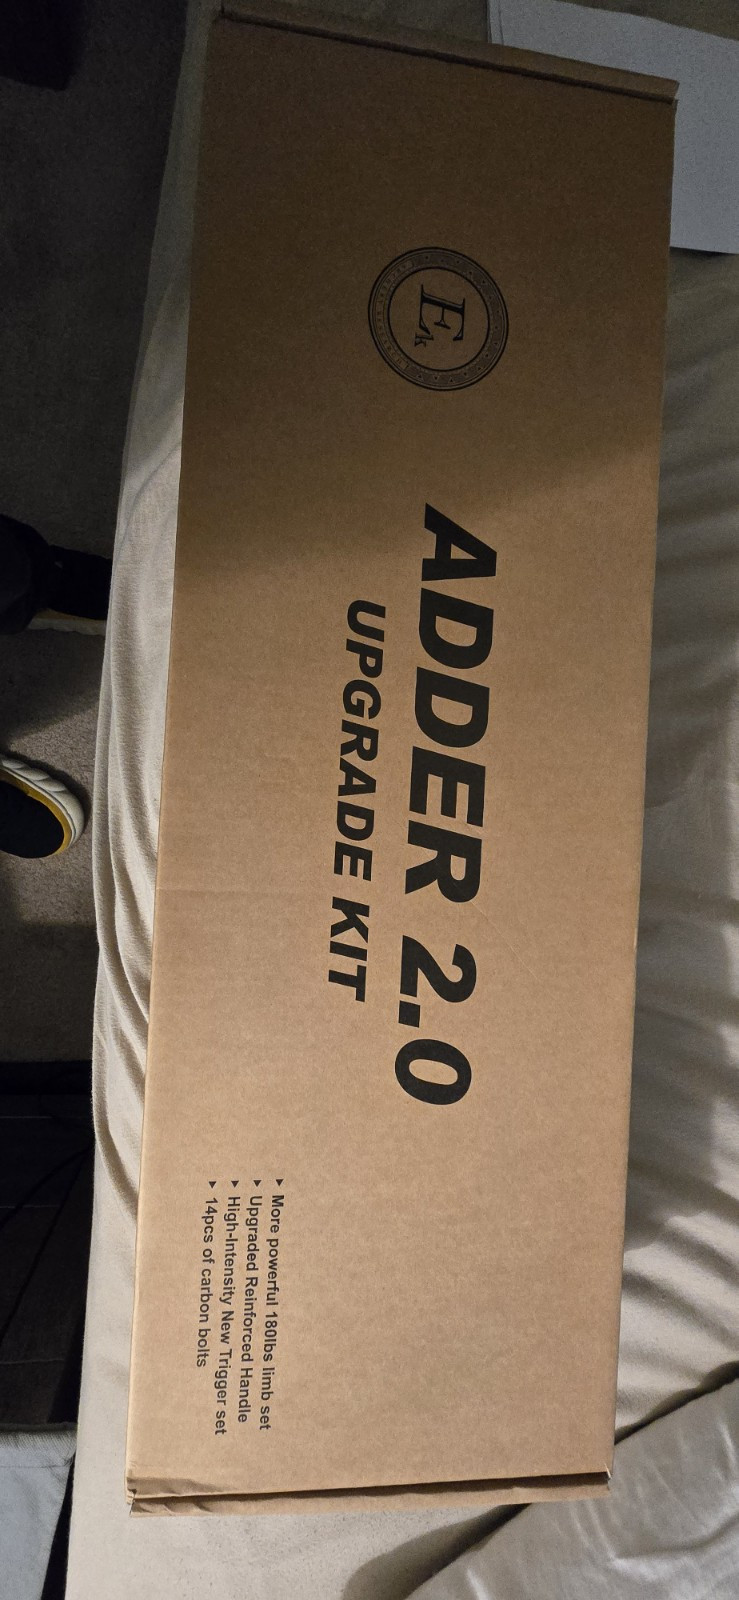 Ek
ADDER 2.0
UPGRADE KIT
▸ More powerful 180lbs limb set
▸ Upgraded Reinforced Handle
▸ High-Intensity New Trigger set
▸ 14pcs of carbon bolts